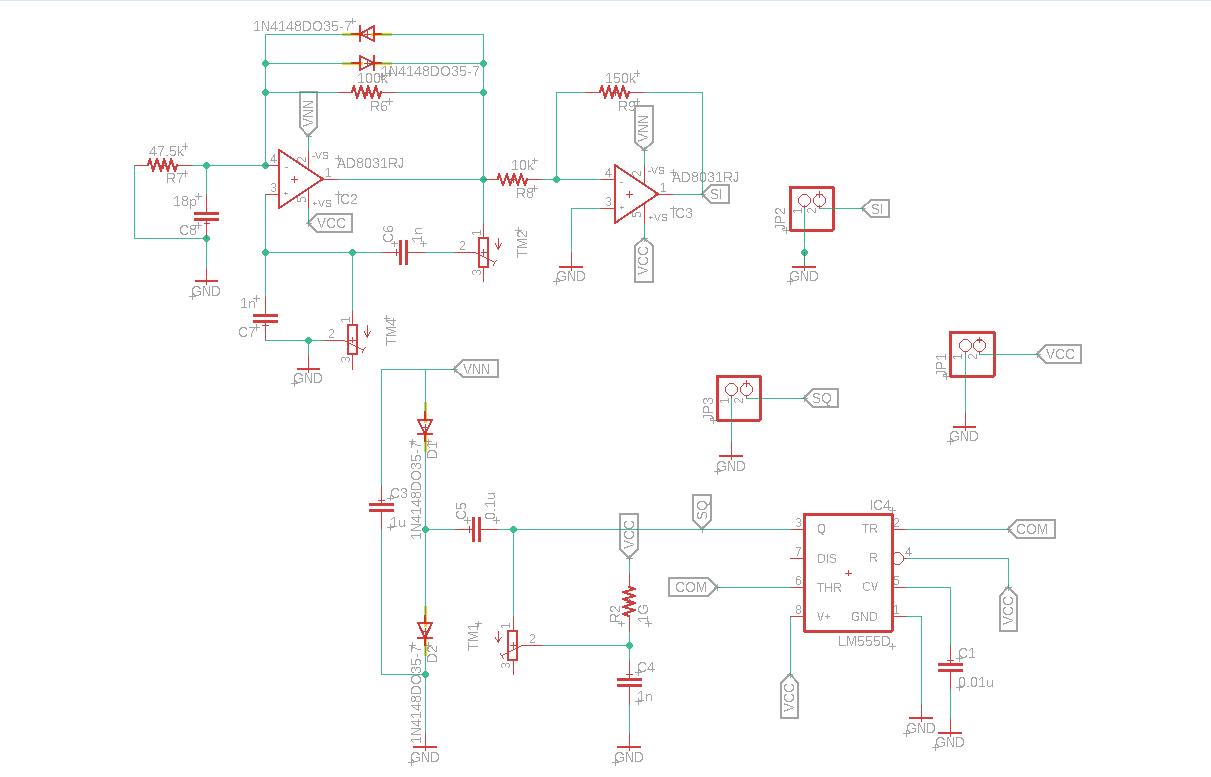 1N4148DO35-7
1N4148DO35-7
100k
R6
150k
R9
VNN
VNN
-VS
-VS
AD8031RJ
AD8031RJ
47.5k
R7
4
2
1
3
5
+VS
IC2
VCC
10k
R8
4
2
1
3
5
+VS
IC3
VCC
SI
18p
C8
GND
C6
1n
2
1
3
TM2
GND
JP2
1
2
SI
GND
1n
C7
2
1
3
TM4
GND
VNN
JP1
1
2
VCC
GND
JP3
1
2
SQ
GND
D1
1N4148DO35-7
C3
1u
C5
0.1u
SQ
VCC
R2
1G
TM1
1
2
3
C4
1n
GND
D2
1N4148DO35-7
GND
IC4
3
Q
TR
2
COM
7
DIS
R
4
COM
6
THR
CV
5
VCC
8
V+
GND
1
LM555D
VCC
C1
0.01u
GND
GND